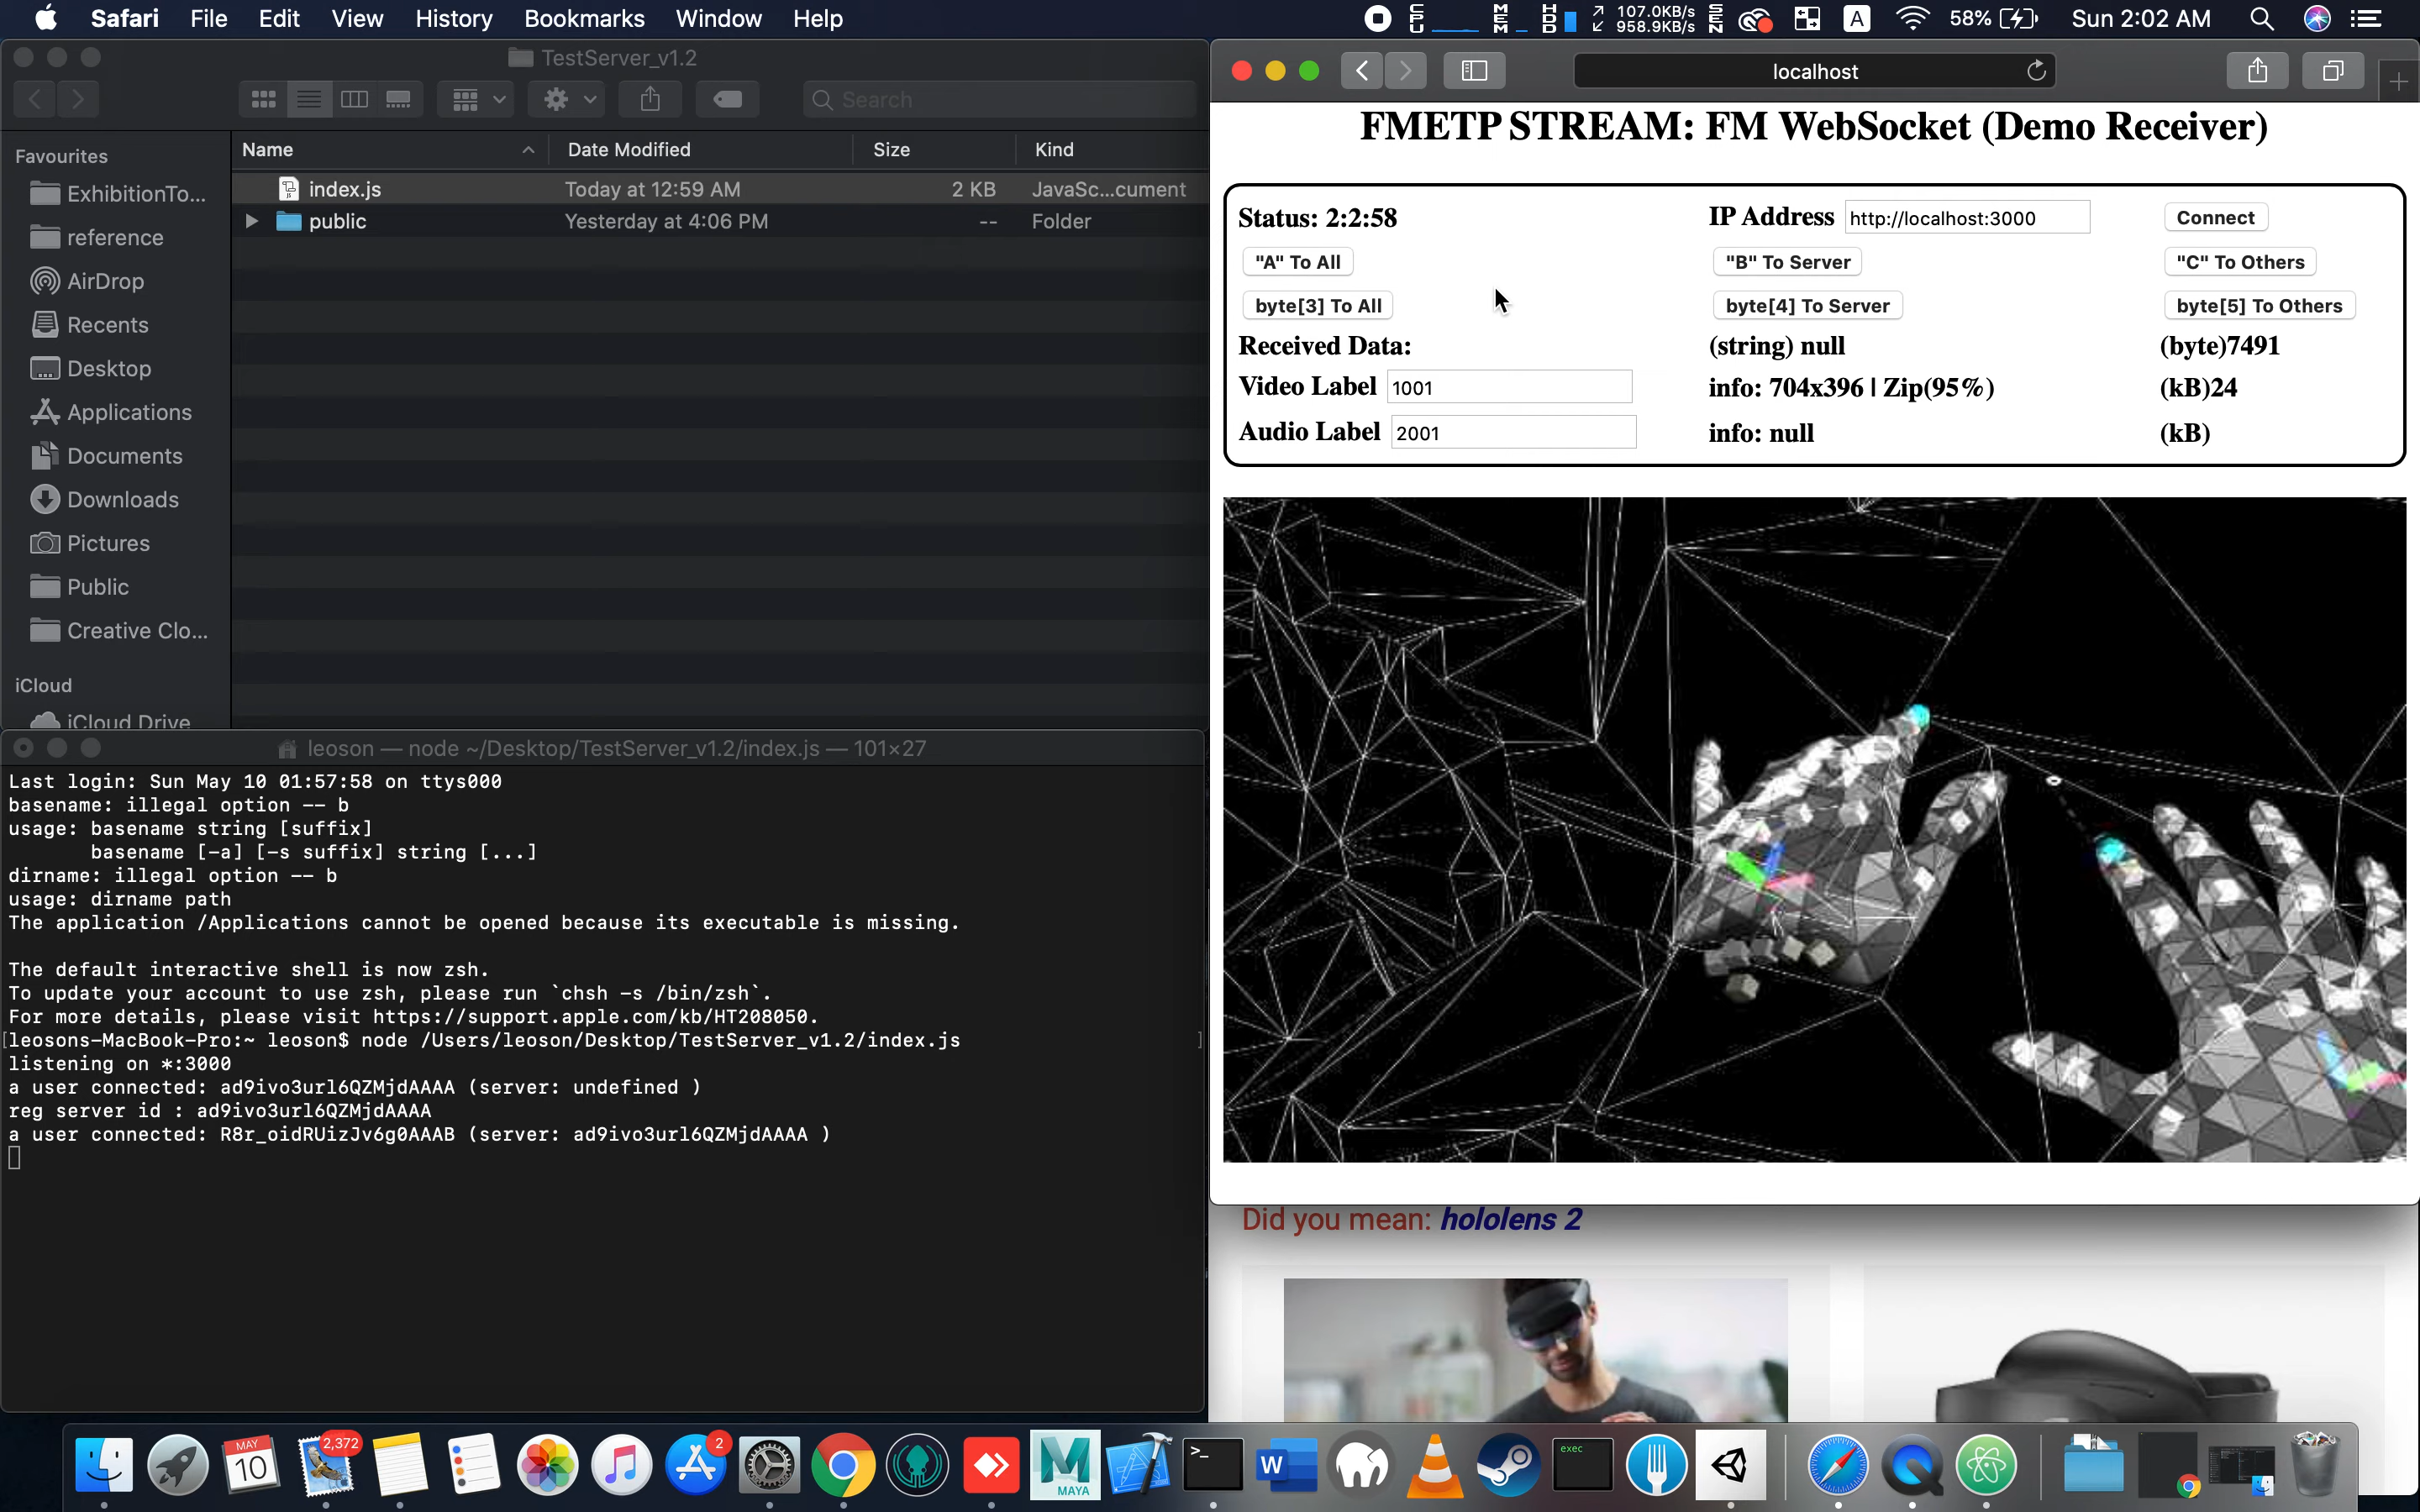 Safari File Edit View History Bookmarks Window Help
CPU MEM HDD 107.0KB/s 958.9KB/s SEN A 58% Sun 2:02 AM
TestServer_v1.2
Search
Favourites
ExhibitionTo...
reference
AirDrop
Recents
Desktop
Applications
Documents
Downloads
Pictures
Public
Creative Clo...
iCloud
iCloud Drive
Name Date Modified Size Kind
index.js Today at 12:59 AM 2 KB JavaSc...cument
public Yesterday at 4:06 PM -- Folder
leoson — node ~/Desktop/TestServer_v1.2/index.js — 101×27
Last login: Sun May 10 01:57:58 on ttys000
basename: illegal option -- b
usage: basename string [suffix]
basename [-a] [-s suffix] string [...]
dirname: illegal option -- b
usage: dirname path
The application /Applications cannot be opened because its executable is missing.
The default interactive shell is now zsh.
To update your account to use zsh, please run `chsh -s /bin/zsh`.
For more details, please visit https://support.apple.com/kb/HT208050.
[leosons-MacBook-Pro:~ leoson$ node /Users/leoson/Desktop/TestServer_v1.2/index.js ]
listening on *:3000
a user connected: ad9ivo3url6QZMjdAAAA (server: undefined )
reg server id : ad9ivo3url6QZMjdAAAA
a user connected: R8r_oidRUizJv6g0AAAB (server: ad9ivo3url6QZMjdAAAA )
localhost
FMETP STREAM: FM WebSocket (Demo Receiver)
Status: 2:2:58 IP Address http://localhost:3000 Connect
"A" To All "B" To Server "C" To Others
byte[3] To All byte[4] To Server byte[5] To Others
Received Data: (string) null (byte)7491
Video Label 1001 info: 704x396 | Zip(95%) (kB)24
Audio Label 2001 info: null (kB)
Did you mean: hololens 2
MAY
10
2,372
2
MAYA
W
exec